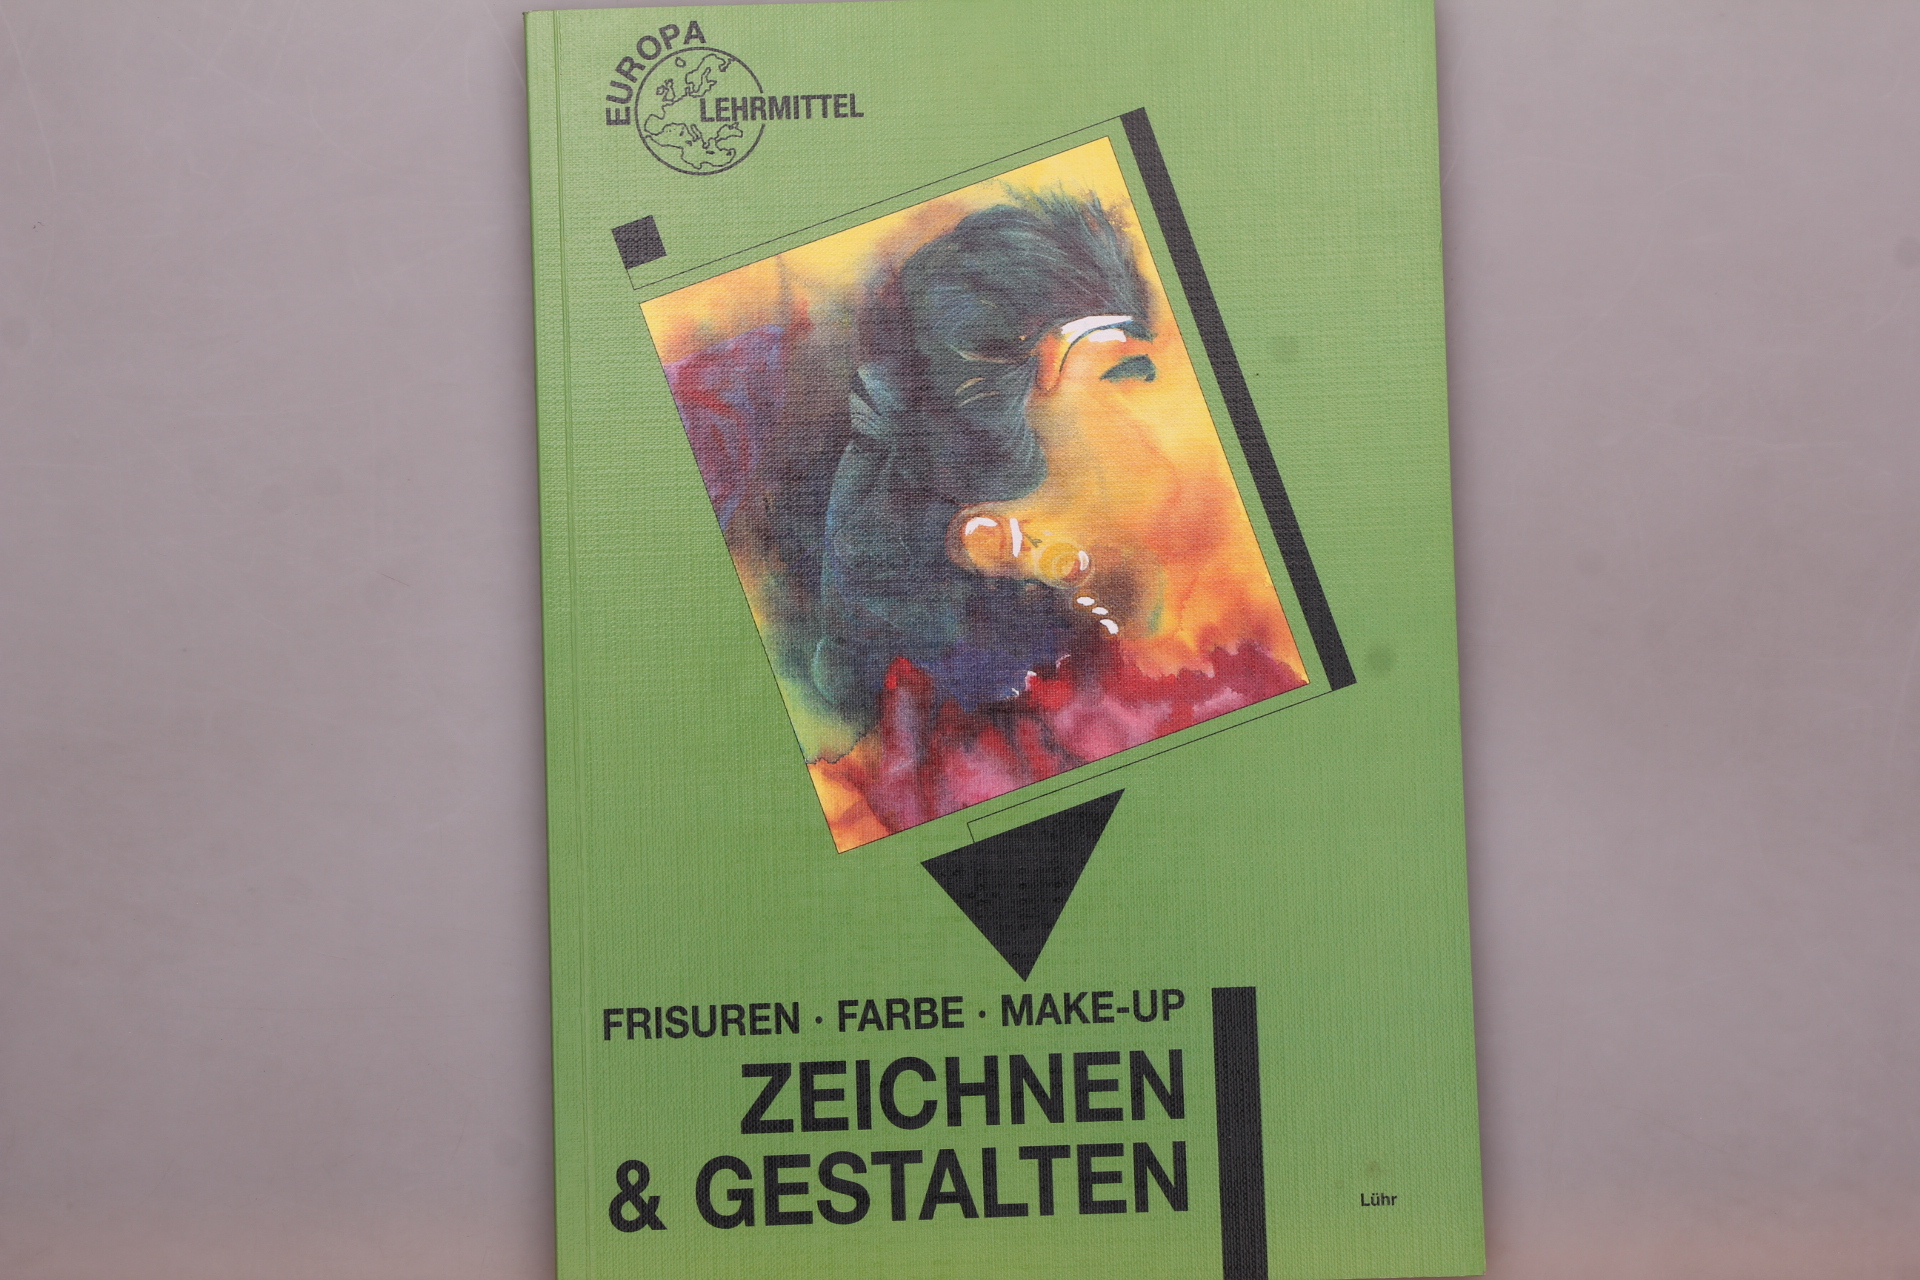 EUROPA
LEHRMITTEL
FRISUREN · FARBE · MAKE-UP
ZEICHNEN
& GESTALTEN
Lühr